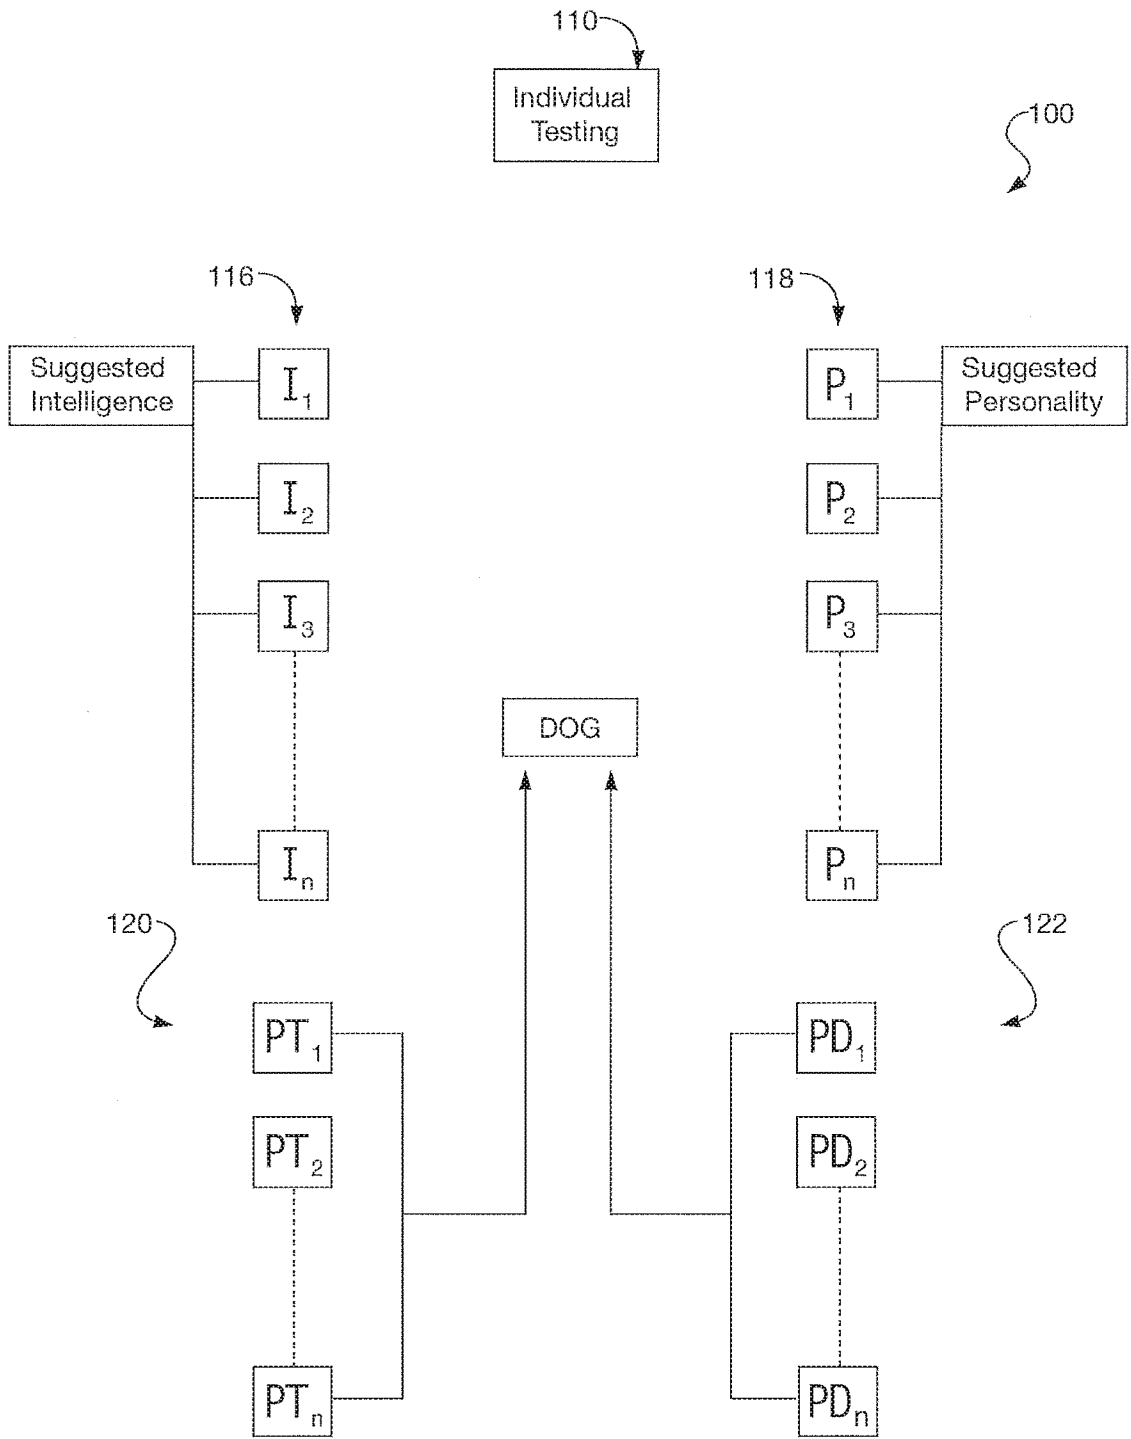 110
Individual
Testing
100
116
118
Suggested
Intelligence
I1
P1
Suggested
Personality
I2
P2
I3
P3
DOG
In
Pn
120
122
PT1
PD1
PT2
PD2
PTn
PDn